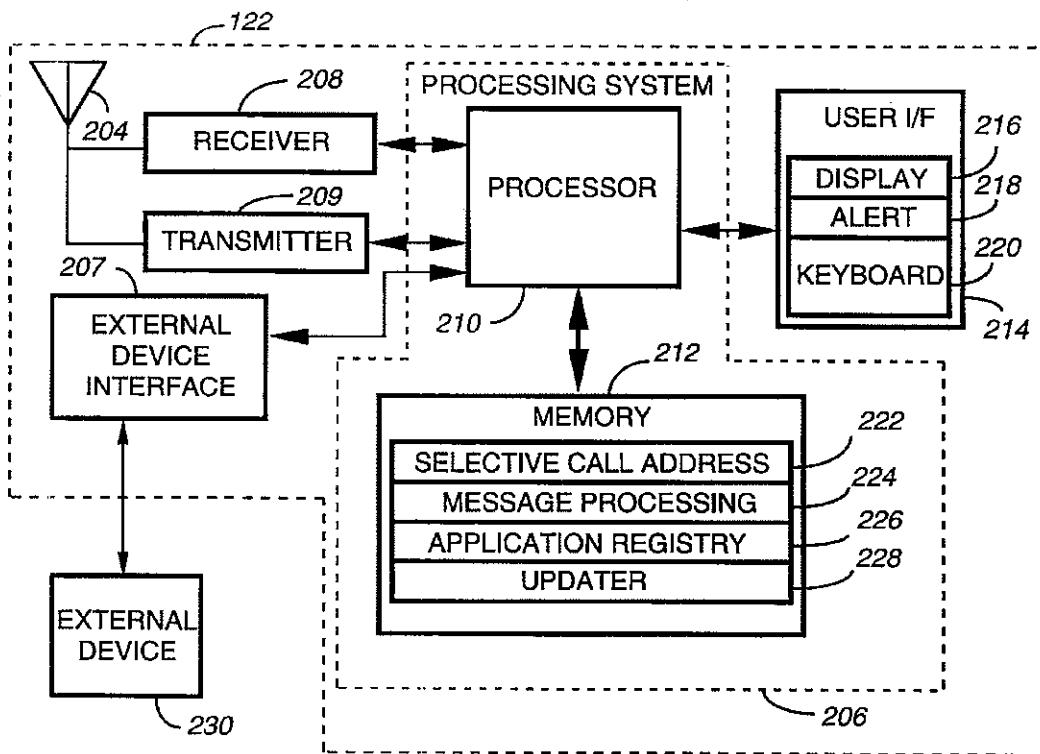 122
204
208
RECEIVER
209
TRANSMITTER
207
EXTERNAL
DEVICE
INTERFACE
PROCESSING SYSTEM
PROCESSOR
210
USER I/F
DISPLAY
216
ALERT
218
KEYBOARD
220
214
212
MEMORY
SELECTIVE CALL ADDRESS
222
MESSAGE PROCESSING
224
APPLICATION REGISTRY
226
UPDATER
228
EXTERNAL
DEVICE
230
206